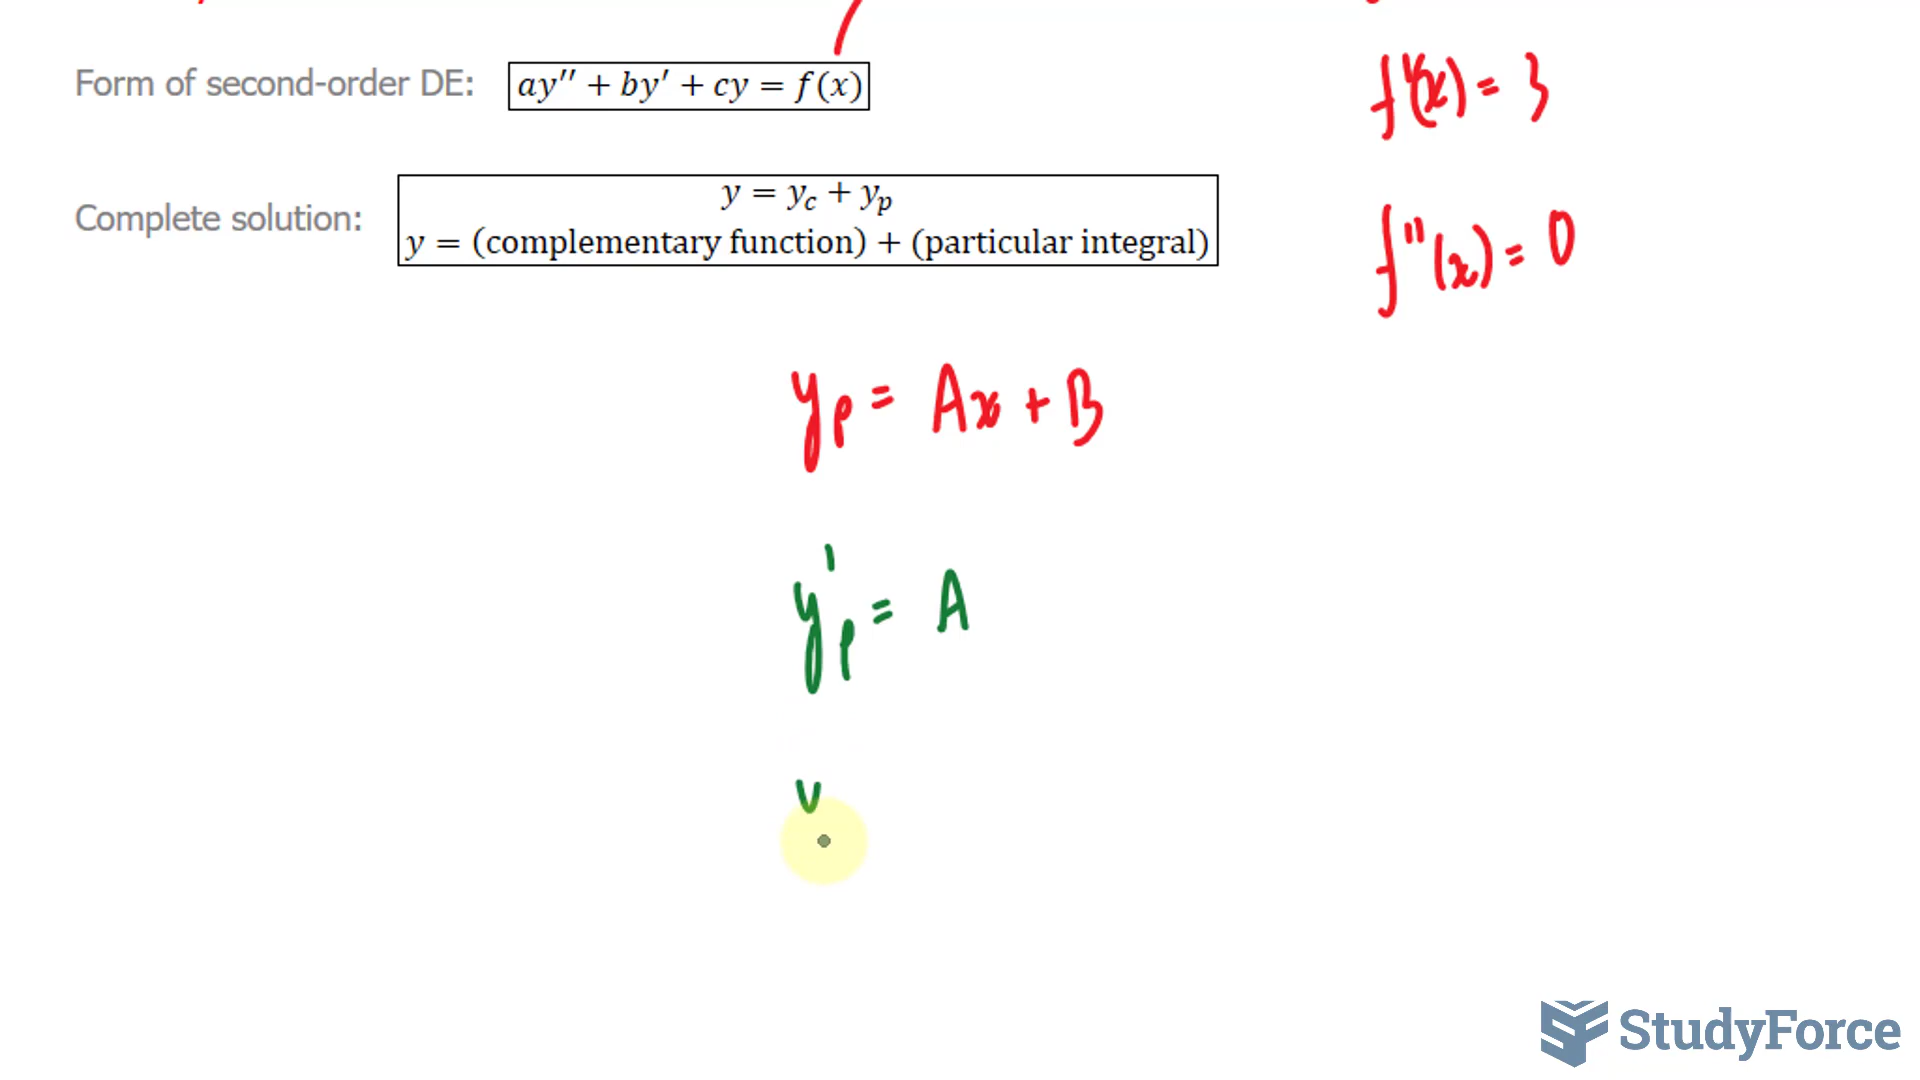 Form of second-order DE: ay'' + by' + cy = f(x)
f'(x) = 3
Complete solution: y = y_c + y_p
y = (complementary function) + (particular integral)
f''(x) = 0
y_p = Ax + B
y'_p = A
StudyForce